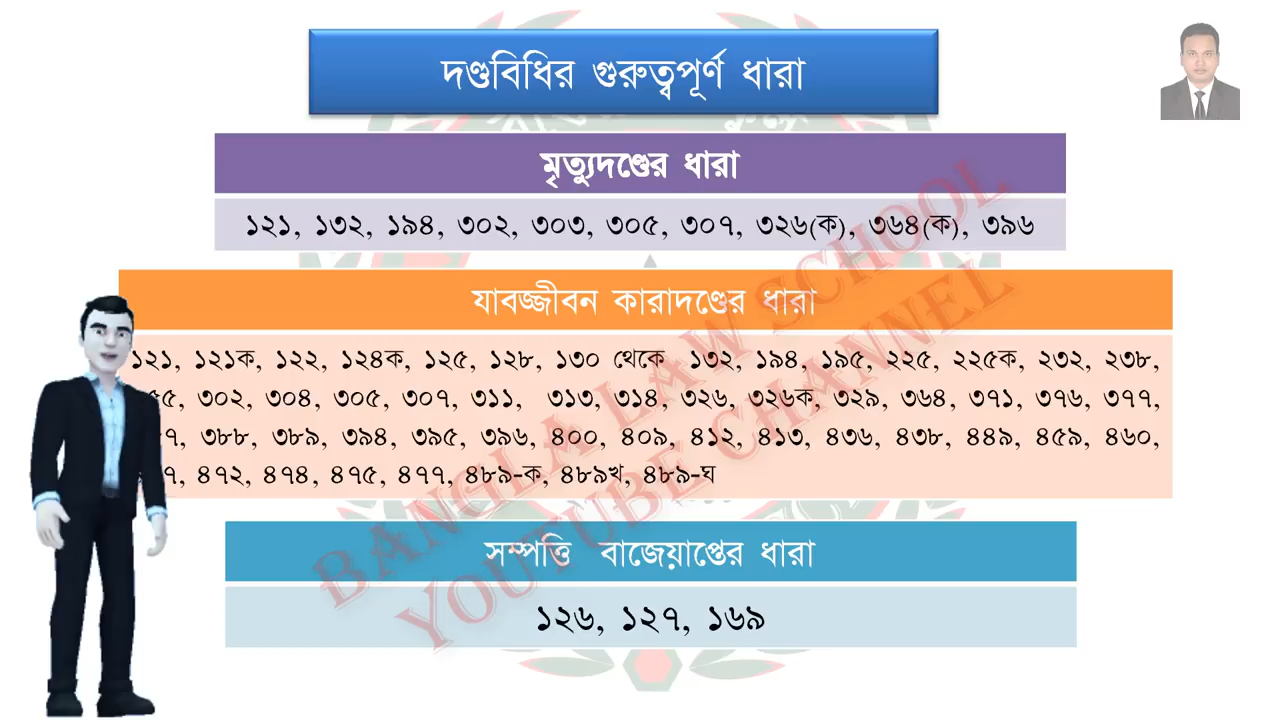 দণ্ডবিধির গুরুত্বপূর্ণ ধারা
মৃত্যুদণ্ডের ধারা
১২১, ১৩২, ১৯৪, ৩০২, ৩০৩, ৩০৫, ৩০৭, ৩২৬(ক), ৩৬৪(ক), ৩৯৬
যাবজ্জীবন কারাদণ্ডের ধারা
১২১, ১২১ক, ১২২, ১২৪ক, ১২৫, ১২৮, ১৩০ থেকে ১৩২, ১৯৪, ১৯৫, ২২৫, ২২৫ক, ২৩২, ২৩৮,
৩০২, ৩০৪, ৩০৫, ৩০৭, ৩১১, ৩১৩, ৩১৪, ৩২৬, ৩২৬ক, ৩২৯, ৩৬৪, ৩৭১, ৩৭৬, ৩৭৭,
৩৮৮, ৩৮৯, ৩৯৪, ৩৯৫, ৩৯৬, ৪০০, ৪০৯, ৪১২, ৪১৩, ৪৩৬, ৪৩৮, ৪৪৯, ৪৫৯, ৪৬০,
৪৭২, ৪৭৪, ৪৭৫, ৪৭৭, ৪৮৯-ক, ৪৮৯খ, ৪৮৯-ঘ
সম্পত্তি বাজেয়াপ্তের ধারা
১২৬, ১২৭, ১৬৯
BANGLA LAW SCHOOL
YOUTUBE CHANNEL